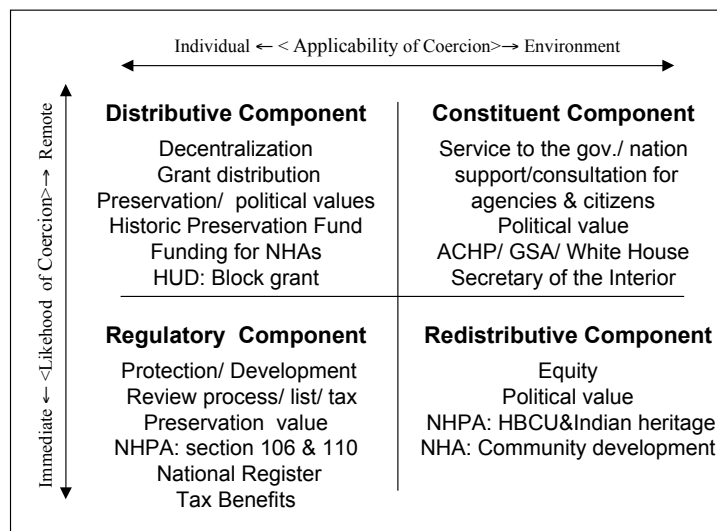 Individual ←< Applicability of Coercion>→ Environment
Immediate ← <Likelihood of Coercion>→ Remote
Distributive Component
Decentralization
Grant distribution
Preservation/ political values
Historic Preservation Fund
Funding for NHAs
HUD: Block grant
Constituent Component
Service to the gov./ nation
support/consultation for
agencies & citizens
Political value
ACHP/ GSA/ White House
Secretary of the Interior
Regulatory Component
Protection/ Development
Review process/ list/ tax
Preservation value
NHPA: section 106 & 110
National Register
Tax Benefits
Redistributive Component
Equity
Political value
NHPA: HBCU&Indian heritage
NHA: Community development